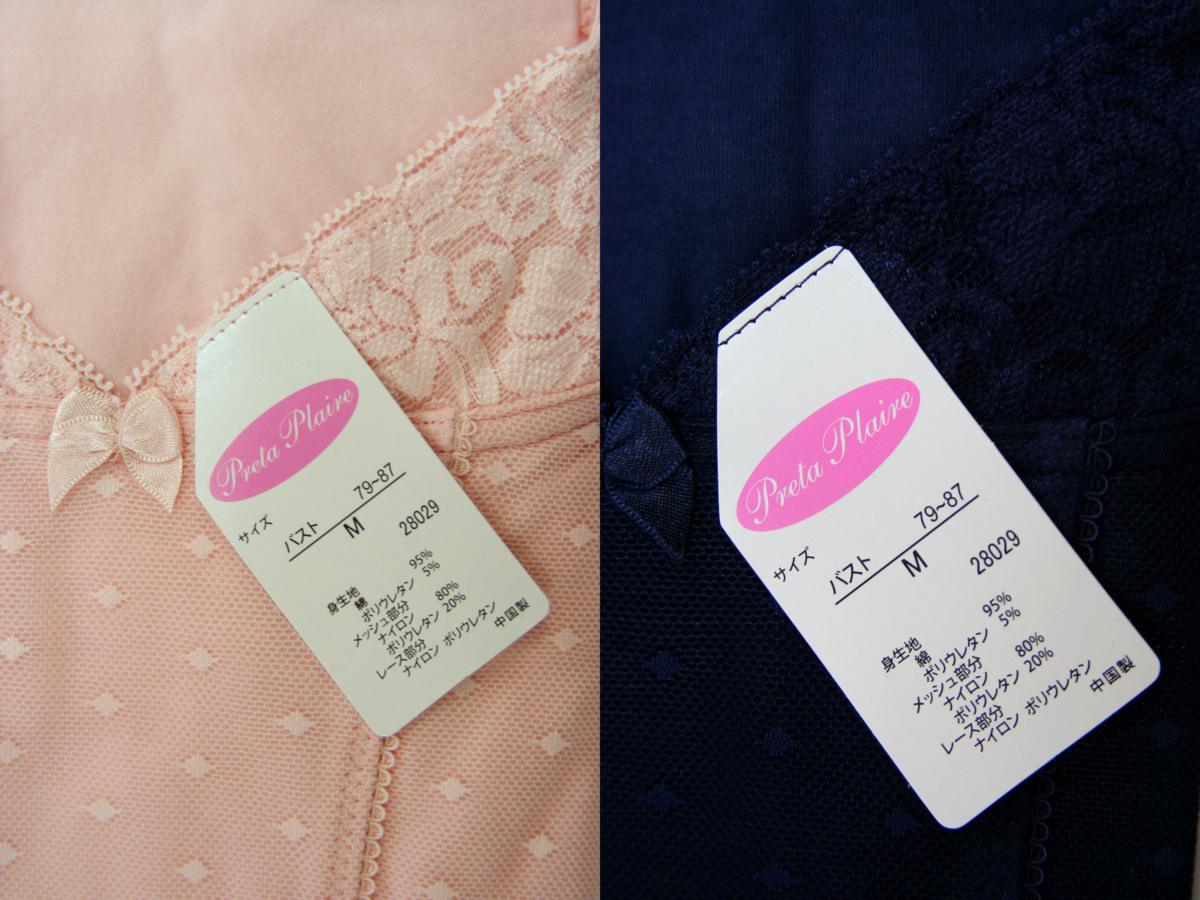 Preta Plaire
サイズ
バスト 79~87
M
28029
身生地
綿 95%
ポリウレタン 5%
メッシュ部分
ナイロン 80%
ポリウレタン 20%
レース部分
ナイロン ポリウレタン
中国製
Preta Plaire
サイズ
バスト 79~87
M
28029
身生地
綿 95%
ポリウレタン 5%
メッシュ部分
ナイロン 80%
ポリウレタン 20%
レース部分
ナイロン ポリウレタン
中国製